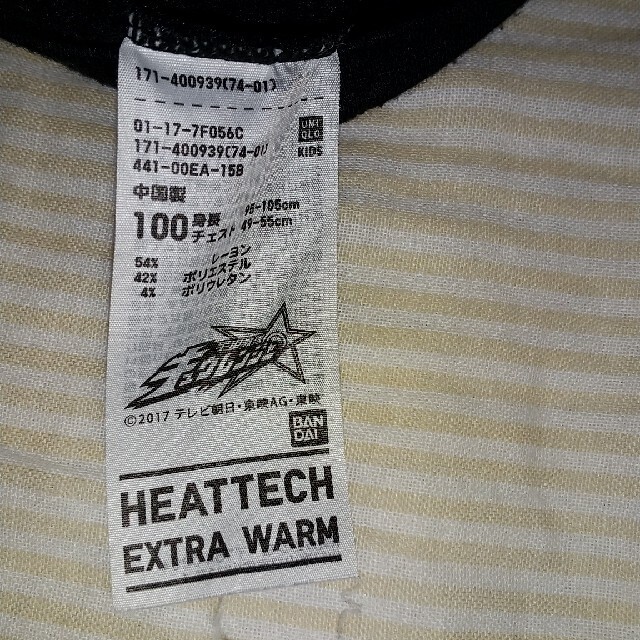 171-400939(74-01)
01-17-7F056C
171-400939(74-01
441-00EA-15B
UNI
QLO
KIDS
中国製
100 身長 95-105cm
チェスト 49-55cm
54% レーヨン
42% ポリエステル
4% ポリウレタン
©2017 テレビ朝日・東映AG・東映
BAN
DAI
HEATTECH
EXTRA WARM